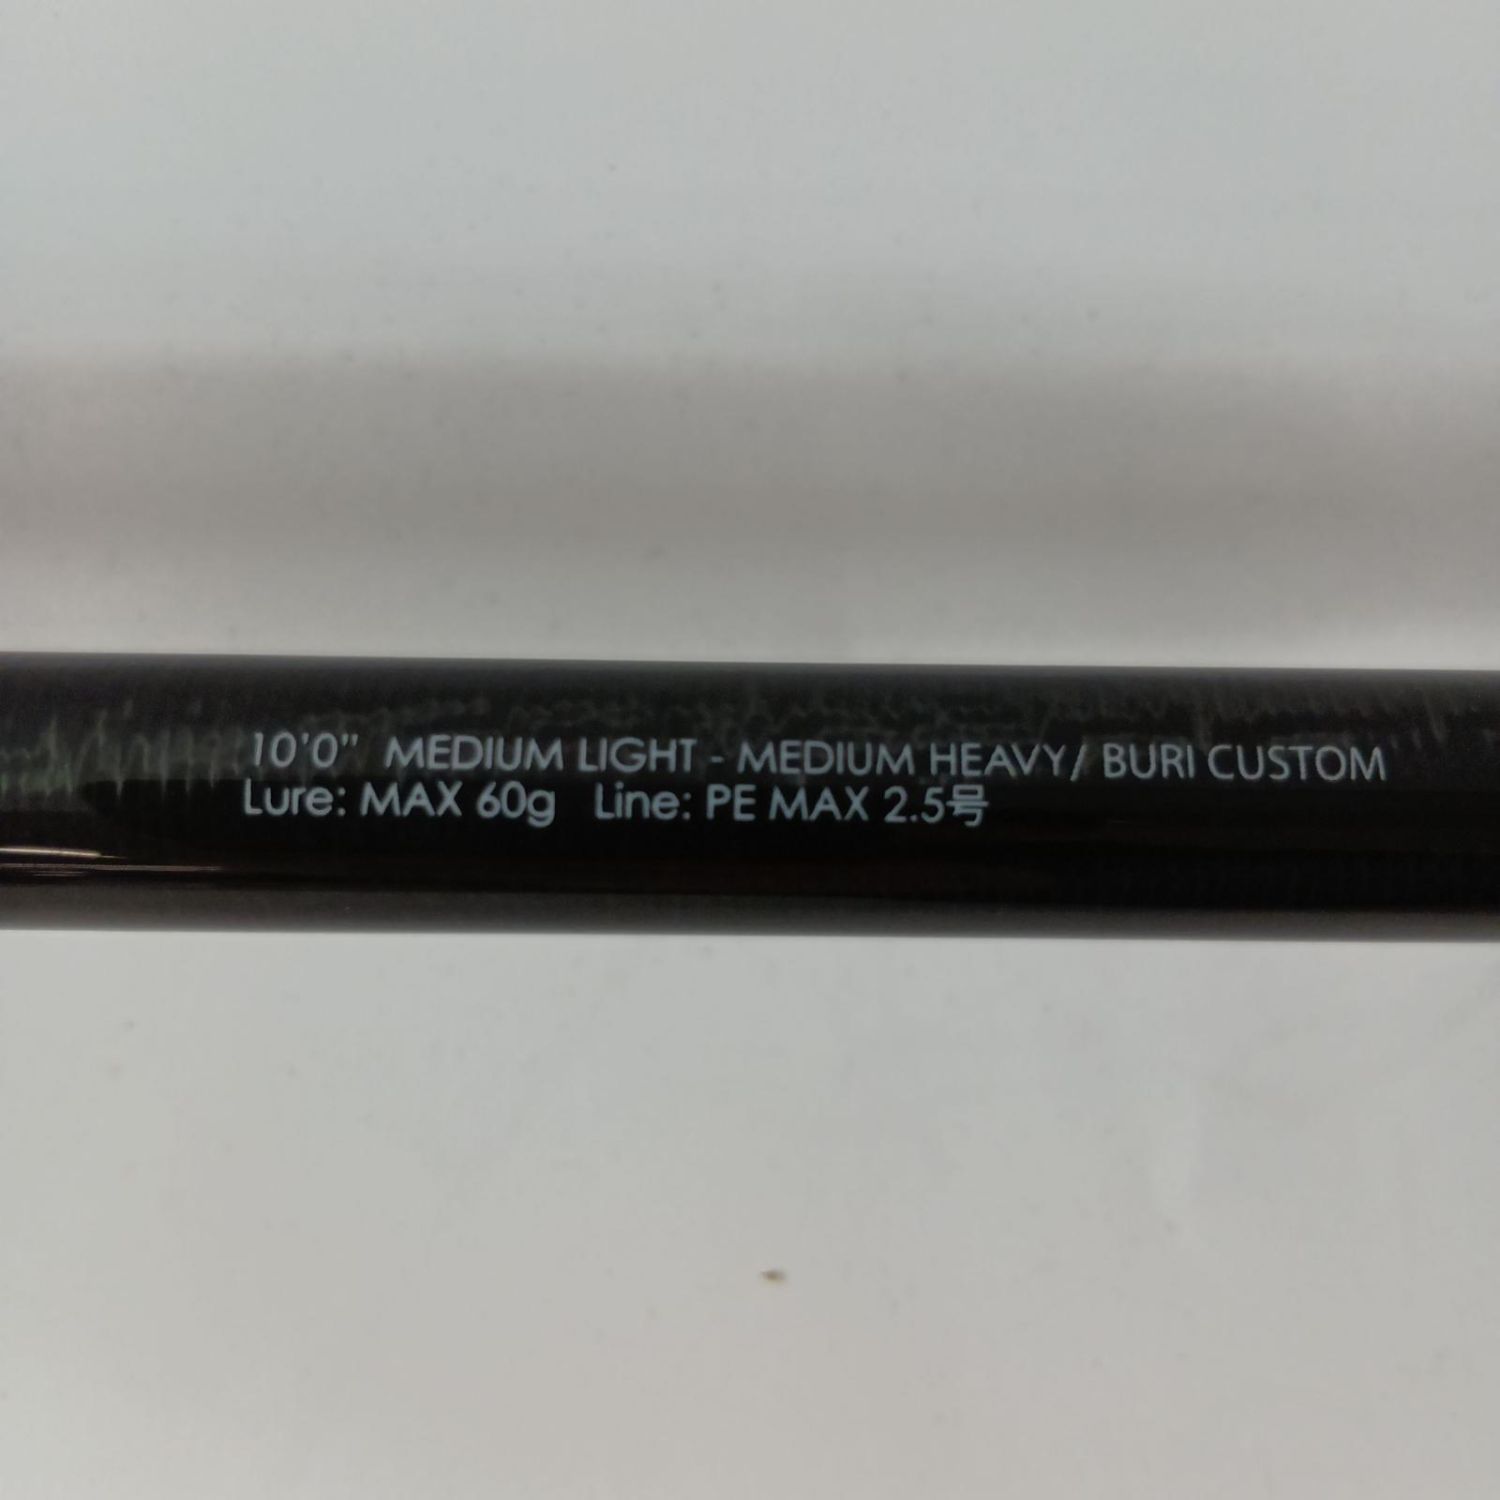 10'0" MEDIUM LIGHT - MEDIUM HEAVY/ BURI CUSTOM
Lure: MAX 60g Line: PE MAX 2.5号